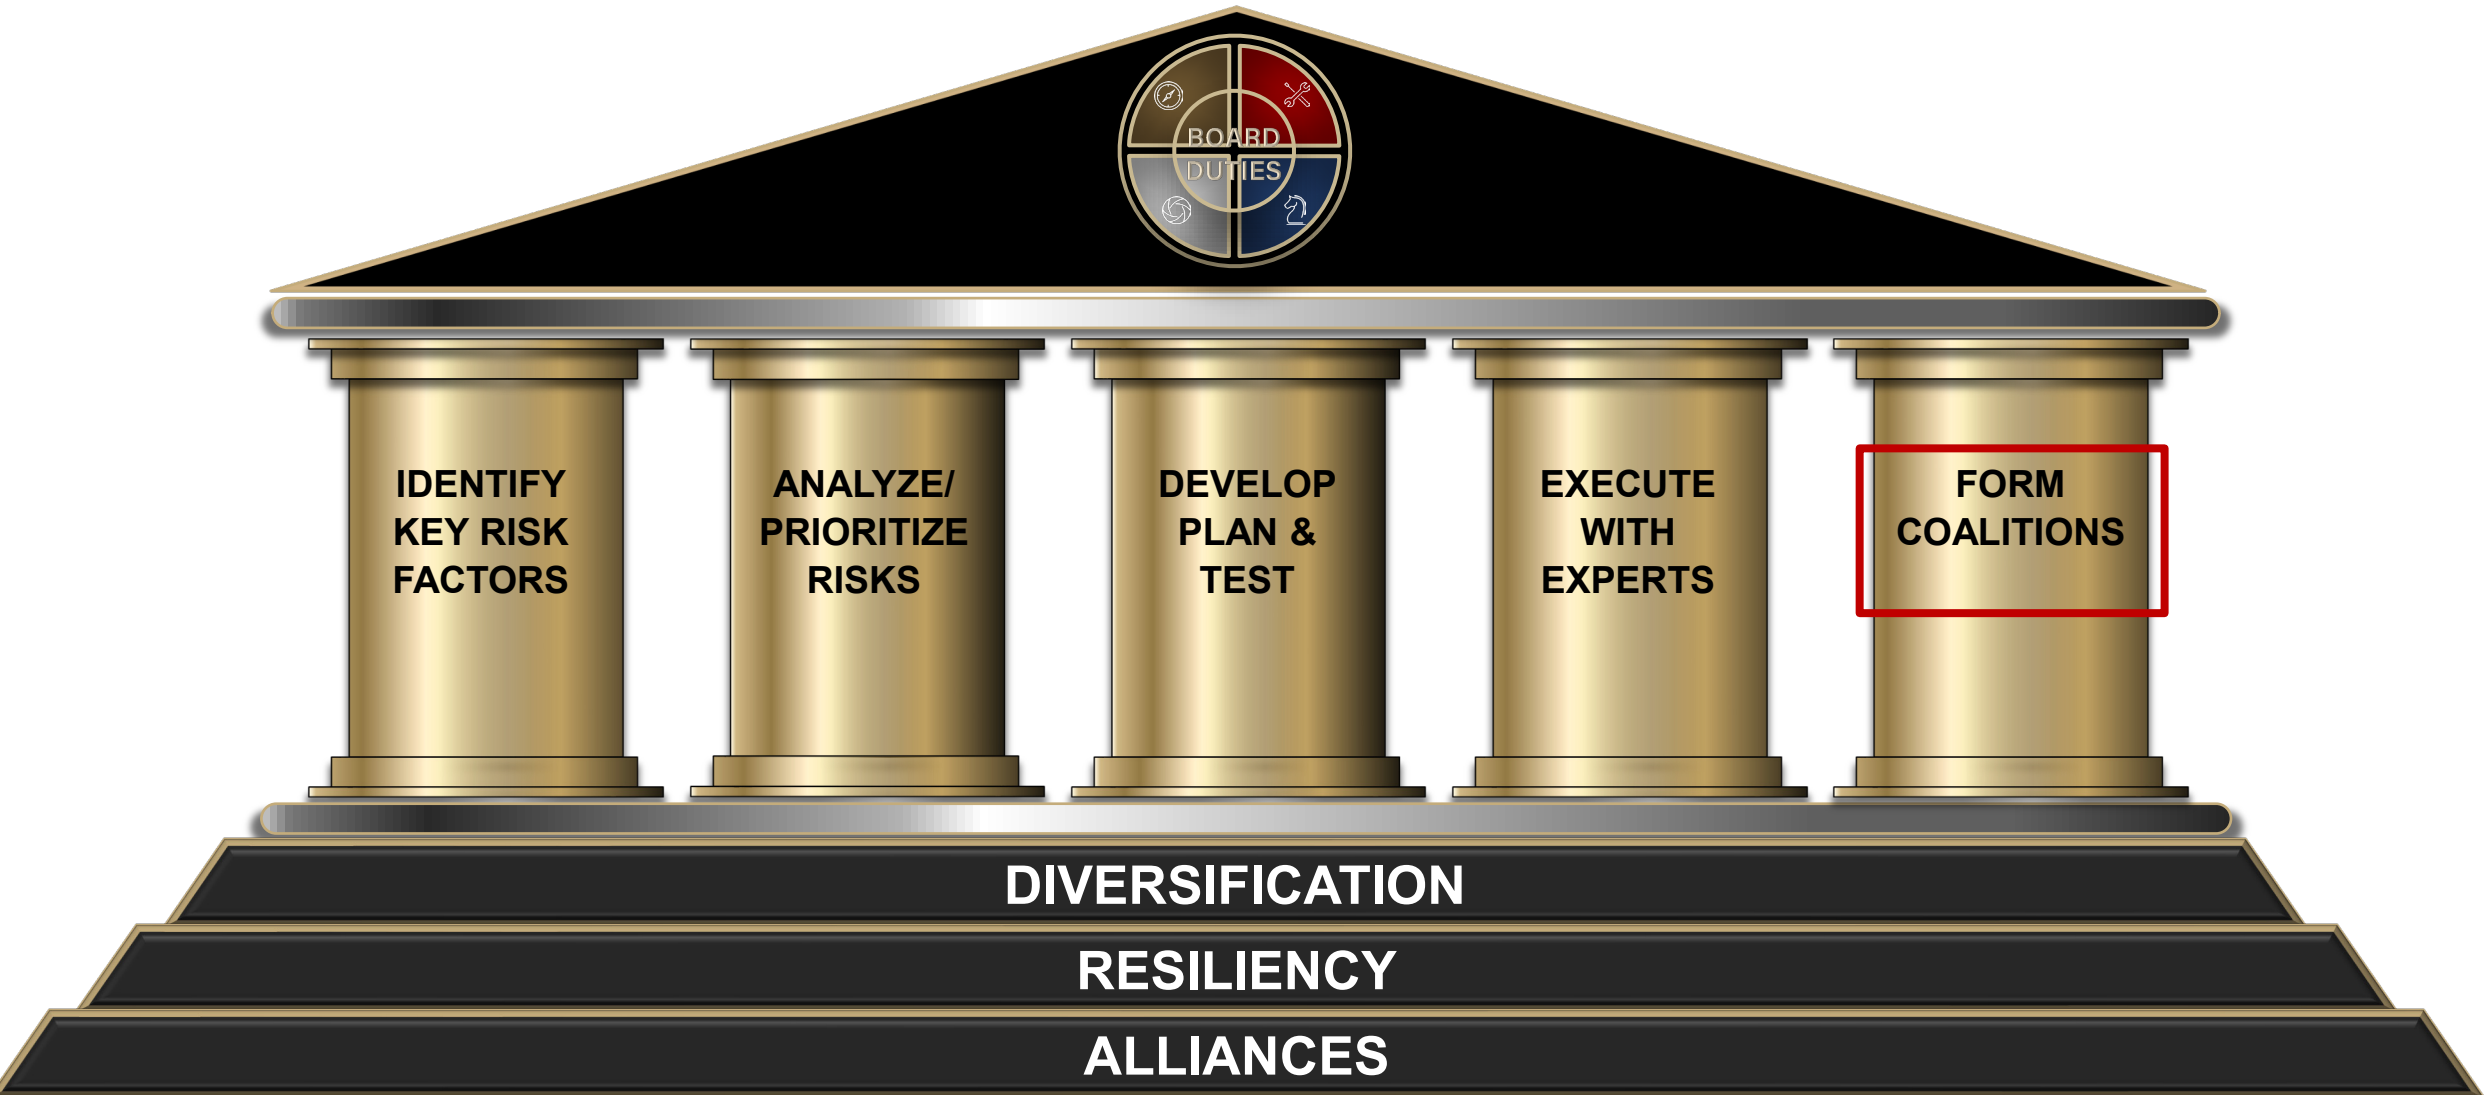 BOARD
DUTIES
IDENTIFY
KEY RISK
FACTORS
ANALYZE/
PRIORITIZE
RISKS
DEVELOP
PLAN &
TEST
EXECUTE
WITH
EXPERTS
FORM
COALITIONS
DIVERSIFICATION
RESILIENCY
ALLIANCES